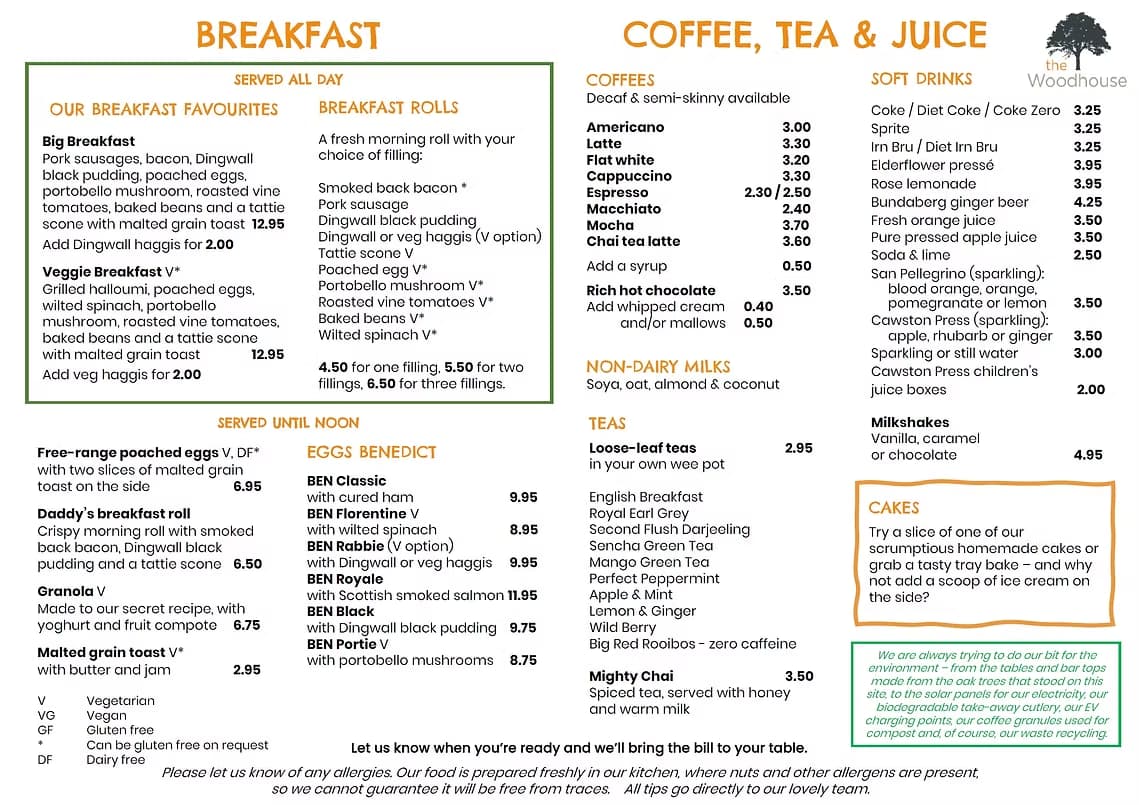 BREAKFAST
SERVED ALL DAY
OUR BREAKFAST FAVOURITES
Big Breakfast
Pork sausages, bacon, Dingwall
black pudding, poached eggs,
portobello mushroom, roasted vine
tomatoes, baked beans and a tattie
scone with malted grain toast 12.95
Add Dingwall haggis for 2.00
Veggie Breakfast V*
Grilled halloumi, poached eggs,
wilted spinach, portobello
mushroom, roasted vine tomatoes,
baked beans and a tattie scone
with malted grain toast 12.95
Add veg haggis for 2.00
BREAKFAST ROLLS
A fresh morning roll with your
choice of filling:
Smoked back bacon *
Pork sausage
Dingwall black pudding
Dingwall or veg haggis (V option)
Tattie scone V
Poached egg V*
Portobello mushroom V*
Roasted vine tomatoes V*
Baked beans V*
Wilted spinach V*
4.50 for one filling, 5.50 for two
fillings, 6.50 for three fillings.
SERVED UNTIL NOON
Free-range poached eggs V, DF*
with two slices of malted grain
toast on the side 6.95
Daddy's breakfast roll
Crispy morning roll with smoked
back bacon, Dingwall black
pudding and a tattie scone 6.50
Granola V
Made to our secret recipe, with
yoghurt and fruit compote 6.75
Malted grain toast V*
with butter and jam 2.95
EGGS BENEDICT
BEN Classic
with cured ham 9.95
BEN Florentine V
with wilted spinach 8.95
BEN Rabbie (V option)
with Dingwall or veg haggis 9.95
BEN Royale
with Scottish smoked salmon 11.95
BEN Black
with Dingwall black pudding 9.75
BEN Portie V
with portobello mushrooms 8.75
V Vegetarian
VG Vegan
GF Gluten free
* Can be gluten free on request
DF Dairy free
COFFEE, TEA & JUICE
the
Woodhouse
COFFEES
Decaf & semi-skinny available
Americano 3.00
Latte 3.30
Flat white 3.20
Cappuccino 3.30
Espresso 2.30 / 2.50
Macchiato 2.40
Mocha 3.70
Chai tea latte 3.60
Add a syrup 0.50
Rich hot chocolate 3.50
Add whipped cream 0.40
and/or mallows 0.50
NON-DAIRY MILKS
Soya, oat, almond & coconut
TEAS
Loose-leaf teas 2.95
in your own wee pot
English Breakfast
Royal Earl Grey
Second Flush Darjeeling
Sencha Green Tea
Mango Green Tea
Perfect Peppermint
Apple & Mint
Lemon & Ginger
Wild Berry
Big Red Rooibos - zero caffeine
Mighty Chai 3.50
Spiced tea, served with honey
and warm milk
SOFT DRINKS
Coke / Diet Coke / Coke Zero 3.25
Sprite 3.25
Irn Bru / Diet Irn Bru 3.25
Elderflower pressé 3.95
Rose lemonade 3.95
Bundaberg ginger beer 4.25
Fresh orange juice 3.50
Pure pressed apple juice 3.50
Soda & lime 2.50
San Pellegrino (sparkling):
blood orange, orange,
pomegranate or lemon 3.50
Cawston Press (sparkling):
apple, rhubarb or ginger 3.50
Sparkling or still water 3.00
Cawston Press children's
juice boxes 2.00
Milkshakes
Vanilla, caramel
or chocolate 4.95
CAKES
Try a slice of one of our
scrumptious homemade cakes or
grab a tasty tray bake – and why
not add a scoop of ice cream on
the side?
We are always trying to do our bit for the
environment – from the tables and bar tops
made from the oak trees that stood on this
site, to the solar panels for our electricity, our
biodegradable take-away cutlery, our EV
charging points, our coffee granules used for
compost and, of course, our waste recycling.
Let us know when you're ready and we'll bring the bill to your table.
Please let us know of any allergies. Our food is prepared freshly in our kitchen, where nuts and other allergens are present,
so we cannot guarantee it will be free from traces. All tips go directly to our lovely team.